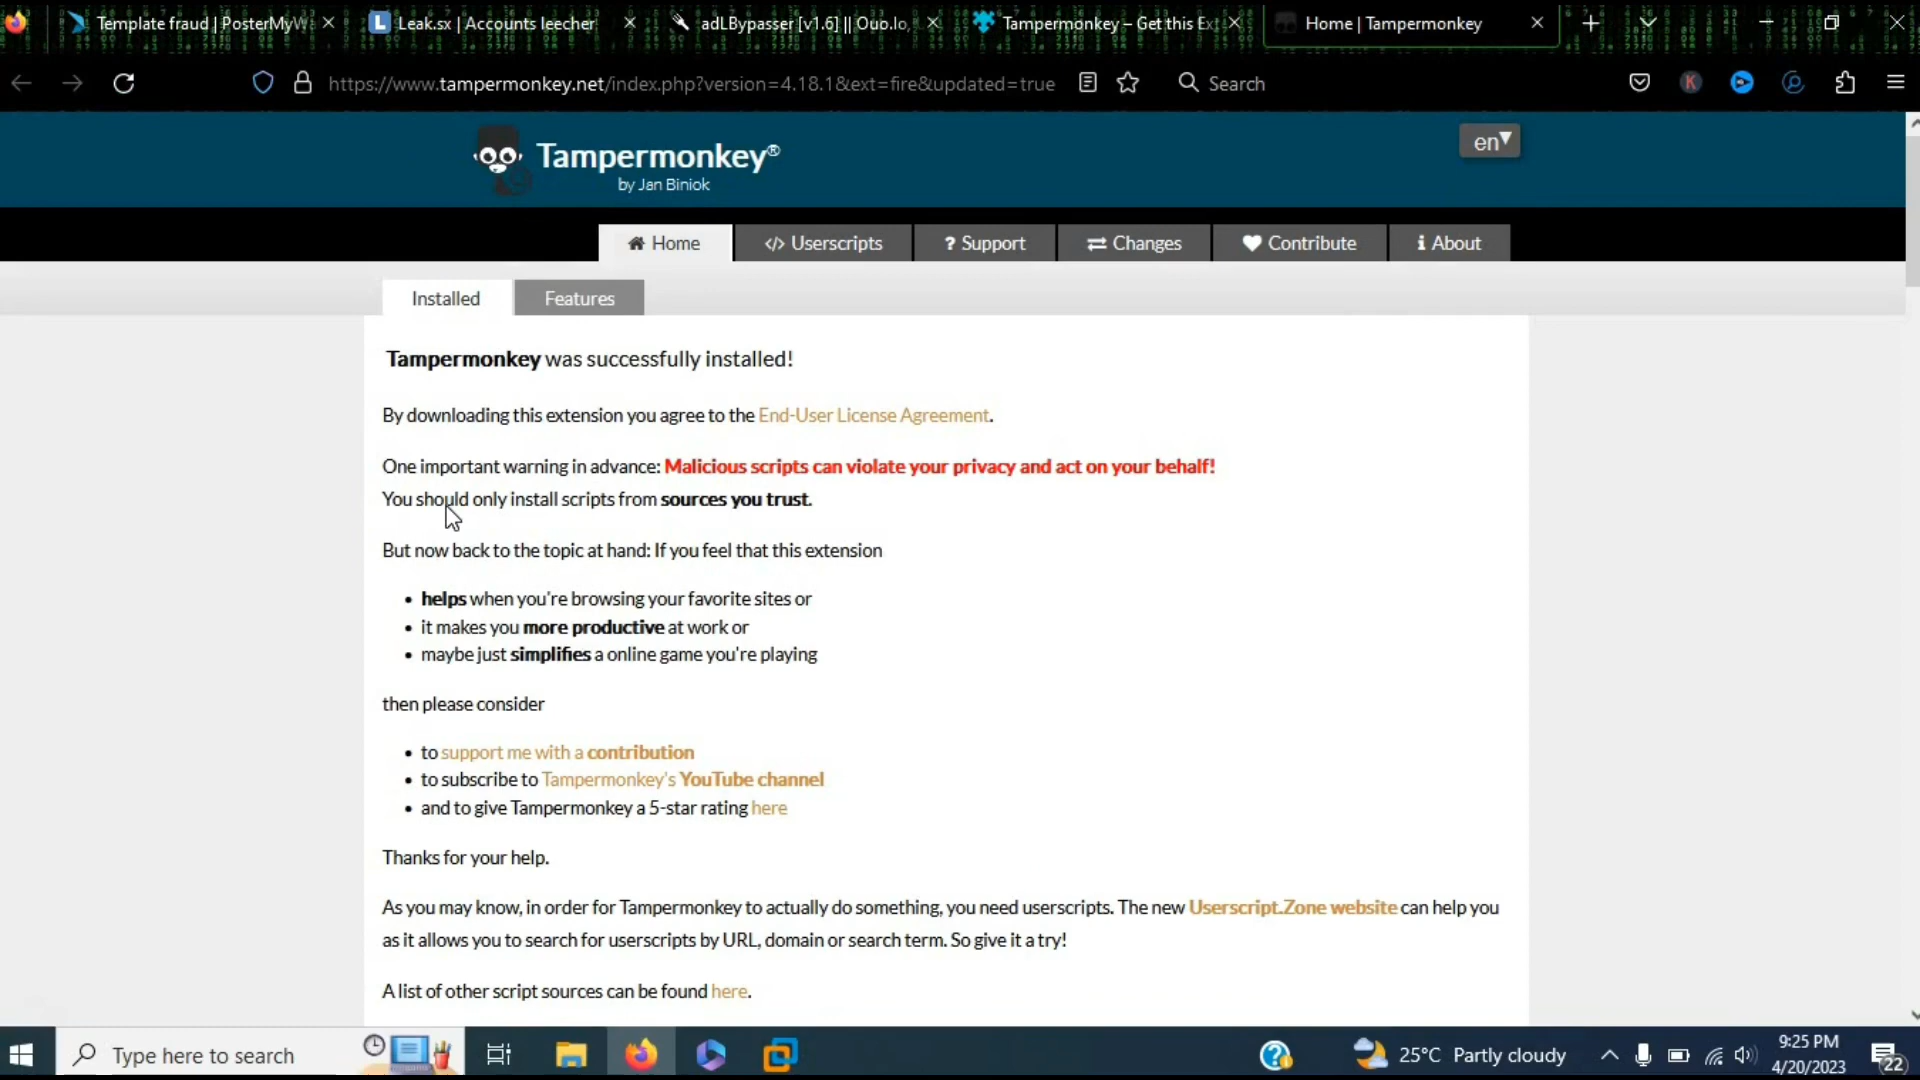 Template fraud | PosterMyW
Leak.sx | Accounts leecher
adLBypasser [v1.6] || Ouo.Io,
Tampermonkey – Get this Ext
Home | Tampermonkey
https://www.tampermonkey.net/index.php?version=4.18.1&ext=fire&updated=true
Search
K
Tampermonkey®
by Jan Biniok
en
Home
</> Userscripts
? Support
Changes
Contribute
i About
Installed
Features
Tampermonkey was successfully installed!
By downloading this extension you agree to the End-User License Agreement.
One important warning in advance: Malicious scripts can violate your privacy and act on your behalf!
You should only install scripts from sources you trust.
But now back to the topic at hand: If you feel that this extension
• helps when you're browsing your favorite sites or
• it makes you more productive at work or
• maybe just simplifies a online game you're playing
then please consider
• to support me with a contribution
• to subscribe to Tampermonkey's YouTube channel
• and to give Tampermonkey a 5-star rating here
Thanks for your help.
As you may know, in order for Tampermonkey to actually do something, you need userscripts. The new Userscript.Zone website can help you
as it allows you to search for userscripts by URL, domain or search term. So give it a try!
A list of other script sources can be found here.
Type here to search
25°C Partly cloudy
9:25 PM
4/20/2023
22